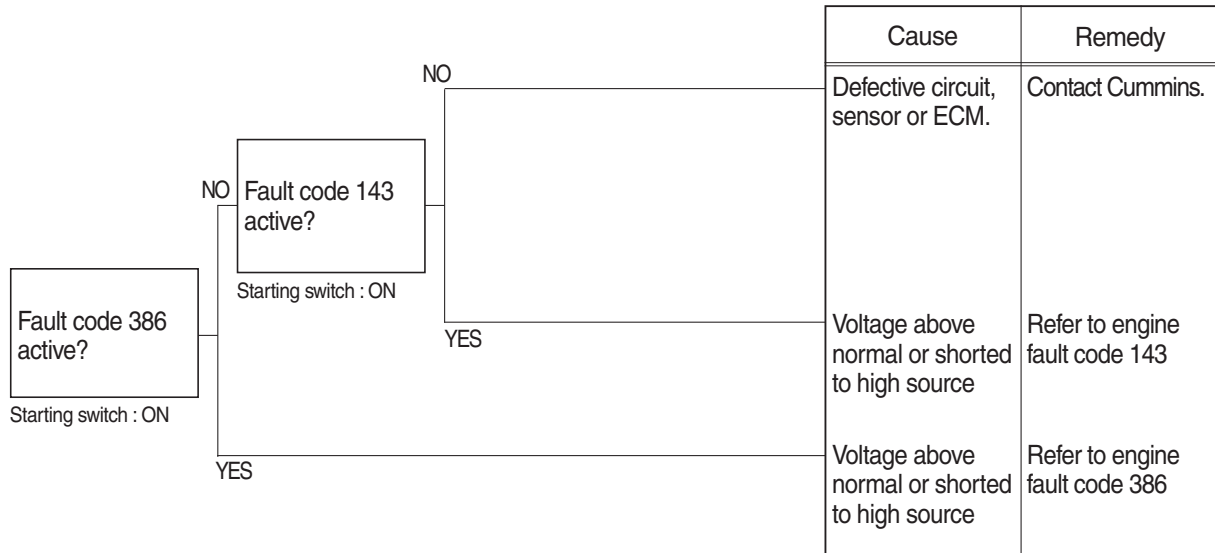 Cause
Remedy
NO
Defective circuit,
sensor or ECM.
Contact Cummins.
NO
Fault code 143
active?
Starting switch : ON
Fault code 386
active?
Starting switch : ON
YES
Voltage above
normal or shorted
to high source
Refer to engine
fault code 143
YES
Voltage above
normal or shorted
to high source
Refer to engine
fault code 386